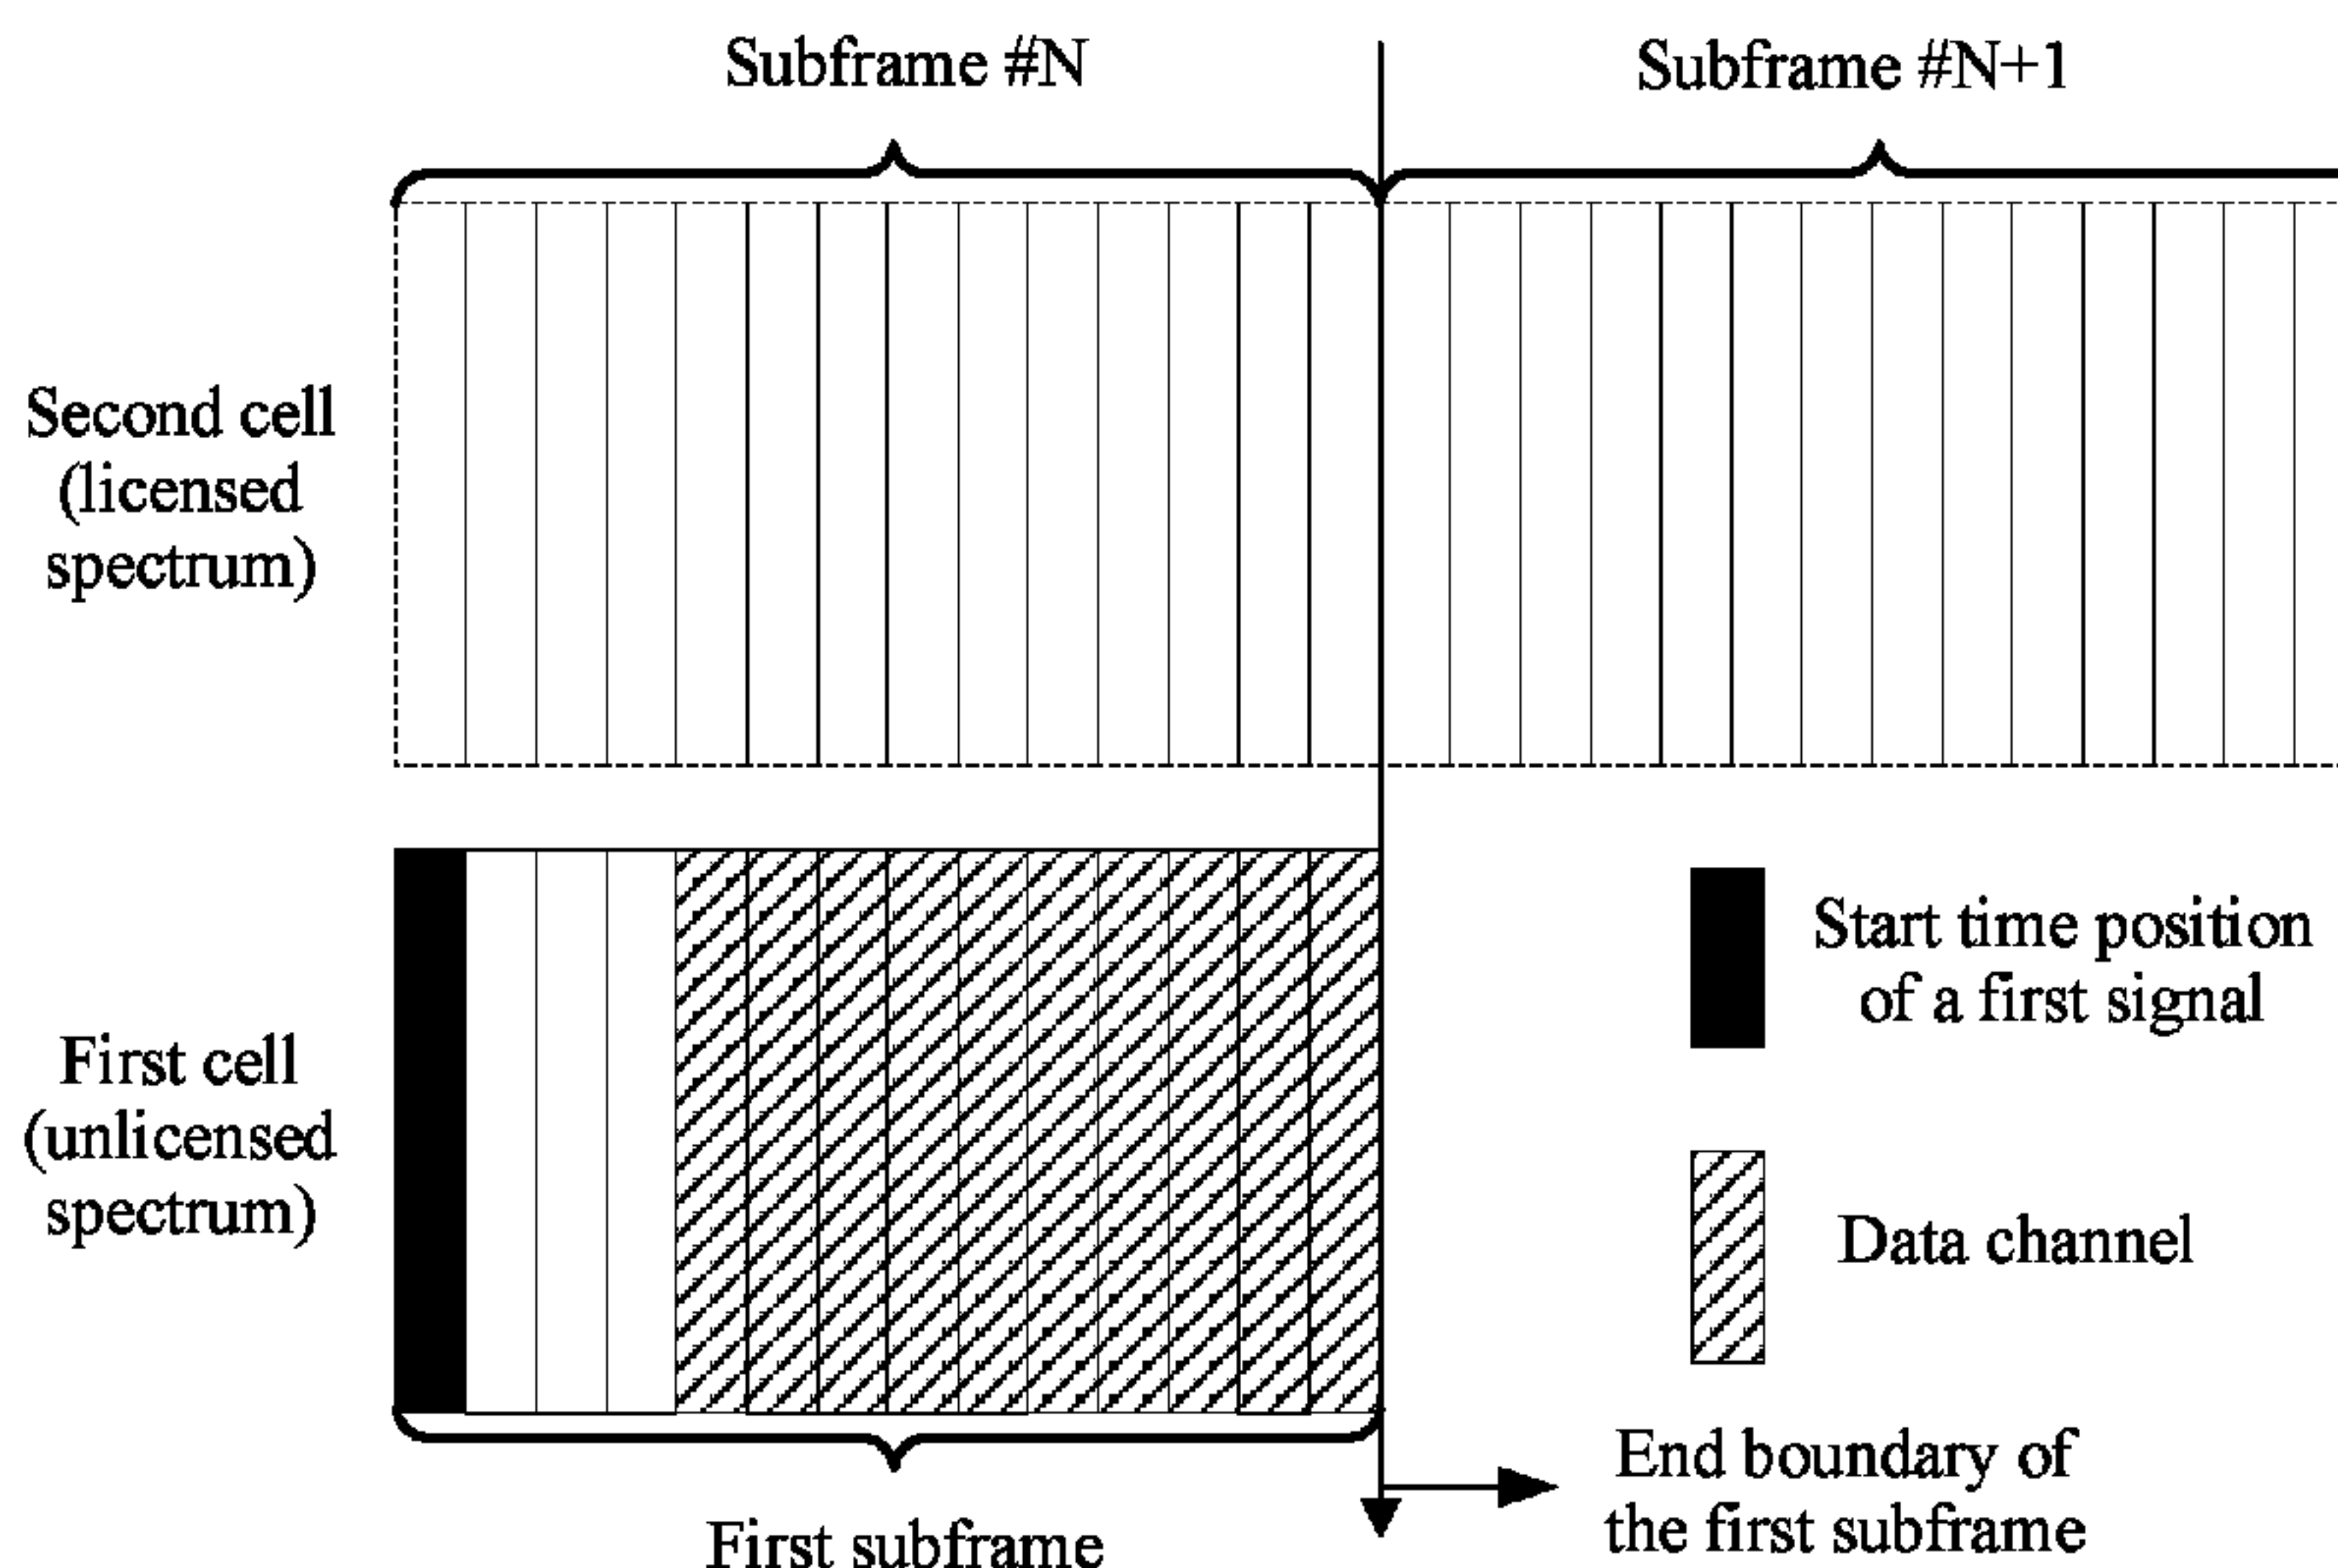 Subframe #N
Subframe #N+1
Second cell
(licensed
spectrum)
First cell
(unlicensed
spectrum)
Start time position
of a first signal
Data channel
End boundary of
the first subframe
First subframe